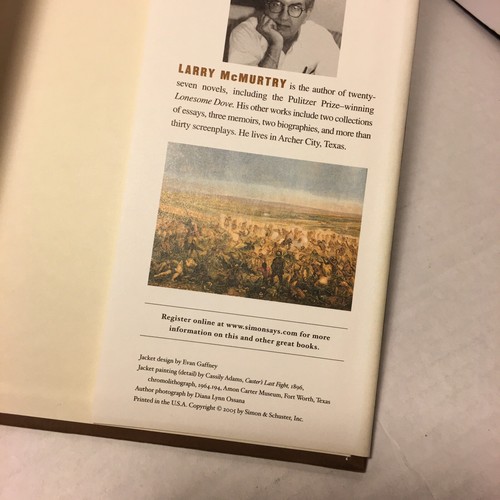 LARRY McMURTRY is the author of twenty-
seven novels, including the Pulitzer Prize–winning
Lonesome Dove. His other works include two collections
of essays, three memoirs, two biographies, and more than
thirty screenplays. He lives in Archer City, Texas.
Register online at www.simonsays.com for more
information on this and other great books.
Jacket design by Evan Gaffney
Jacket painting (detail) by Cassily Adams, Custer's Last Fight, 1896,
chromolithograph, 1964.194, Amon Carter Museum, Fort Worth, Texas
Author photograph by Diana Lynn Ossana
Printed in the U.S.A. Copyright © 2005 by Simon & Schuster, Inc.